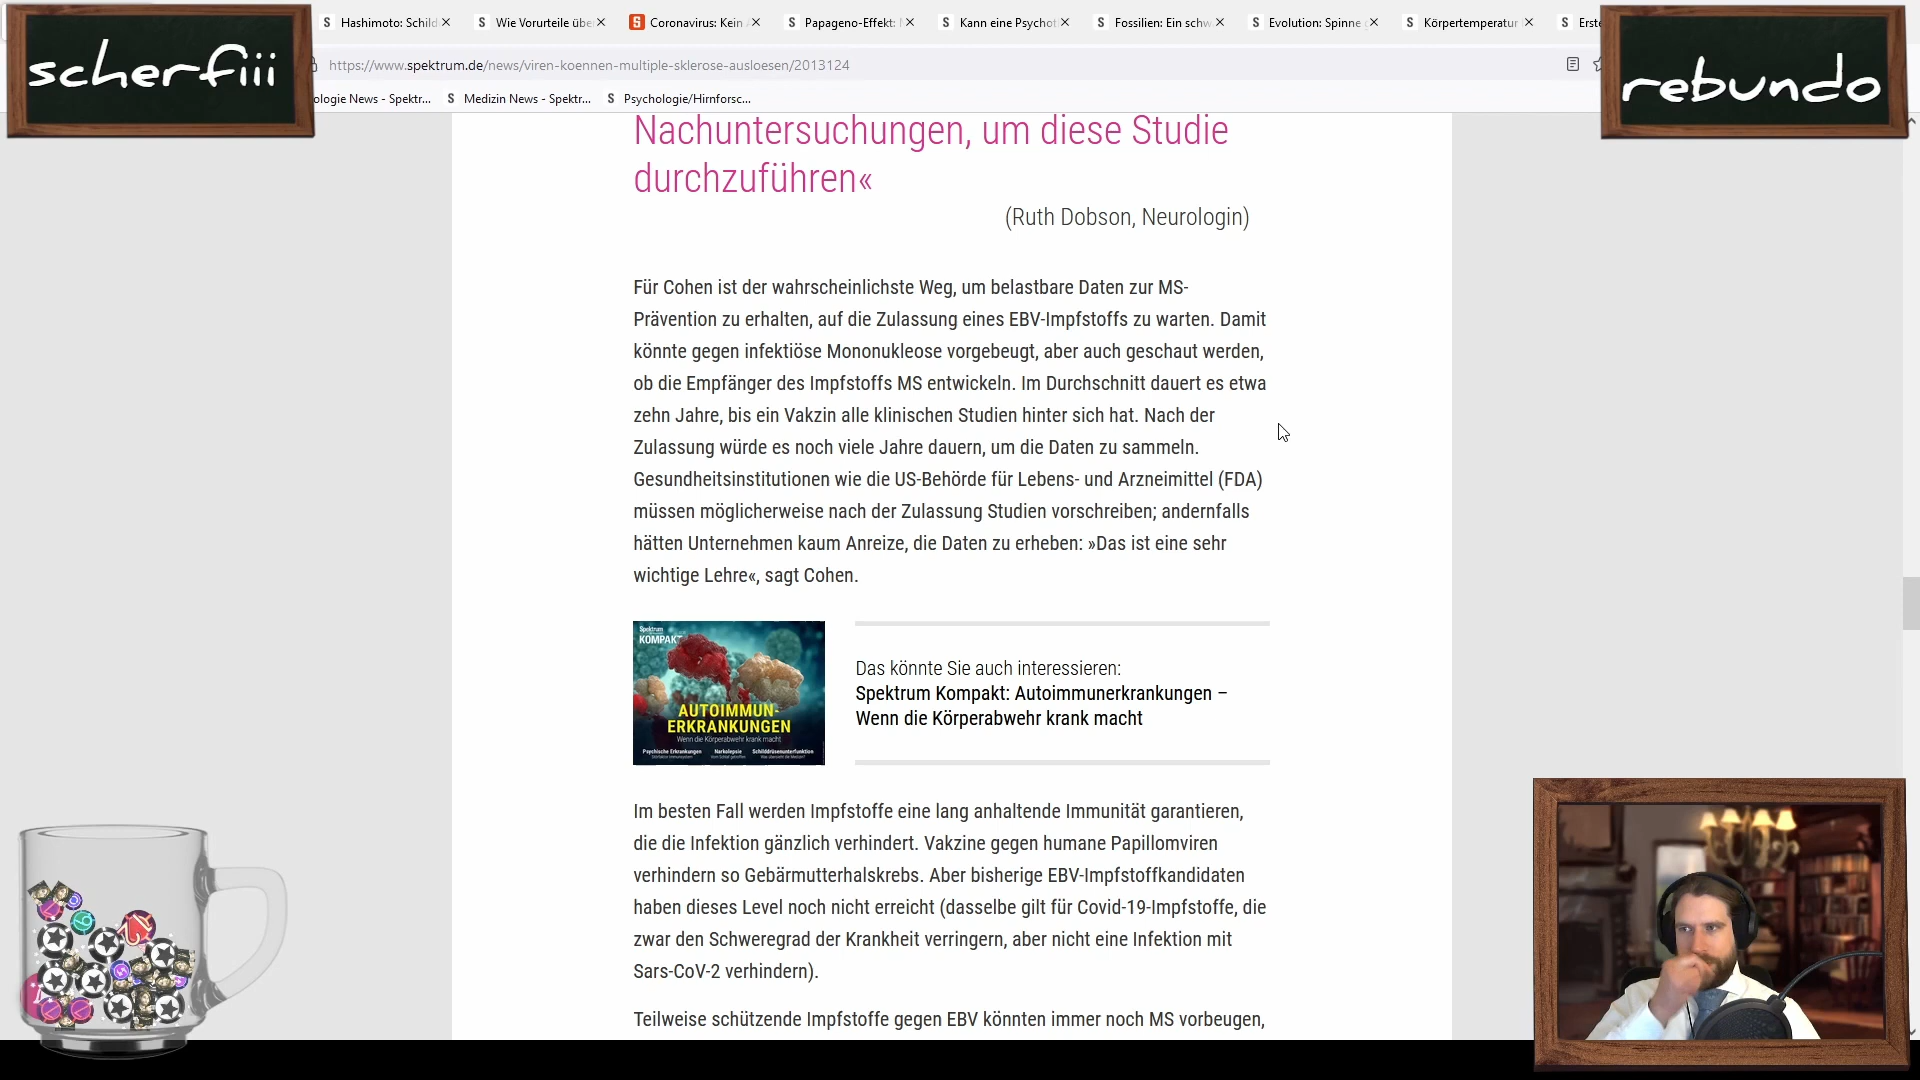 scherfiii
rebundo
Hashimoto: Schild
Wie Vorurteile übe
Coronavirus: Kein
Papageno-Effekt:
Kann eine Psychot
Fossilien: Ein schw
Evolution: Spinne
Körpertemperatur
Erste
https://www.spektrum.de/news/viren-koennen-multiple-sklerose-ausloesen/2013124
ologie News - Spektr...
Medizin News - Spektr...
Psychologie/Hirnforsc...
Nachuntersuchungen, um diese Studie
durchzuführen«
(Ruth Dobson, Neurologin)
Für Cohen ist der wahrscheinlichste Weg, um belastbare Daten zur MS-
Prävention zu erhalten, auf die Zulassung eines EBV-Impfstoffs zu warten. Damit
könnte gegen infektiöse Mononukleose vorgebeugt, aber auch geschaut werden,
ob die Empfänger des Impfstoffs MS entwickeln. Im Durchschnitt dauert es etwa
zehn Jahre, bis ein Vakzin alle klinischen Studien hinter sich hat. Nach der
Zulassung würde es noch viele Jahre dauern, um die Daten zu sammeln.
Gesundheitsinstitutionen wie die US-Behörde für Lebens- und Arzneimittel (FDA)
müssen möglicherweise nach der Zulassung Studien vorschreiben; andernfalls
hätten Unternehmen kaum Anreize, die Daten zu erheben: »Das ist eine sehr
wichtige Lehre«, sagt Cohen.
Spektrum
KOMPAKT
AUTOIMMUN-
ERKRANKUNGEN
Wenn die Körperabwehr krank macht
Psychische Erkrankungen
Narkolepsie
Schilddrüsenunterfunktion
Das könnte Sie auch interessieren:
Spektrum Kompakt: Autoimmunerkrankungen –
Wenn die Körperabwehr krank macht
Im besten Fall werden Impfstoffe eine lang anhaltende Immunität garantieren,
die die Infektion gänzlich verhindert. Vakzine gegen humane Papillomviren
verhindern so Gebärmutterhalskrebs. Aber bisherige EBV-Impfstoffkandidaten
haben dieses Level noch nicht erreicht (dasselbe gilt für Covid-19-Impfstoffe, die
zwar den Schweregrad der Krankheit verringern, aber nicht eine Infektion mit
Sars-CoV-2 verhindern).
Teilweise schützende Impfstoffe gegen EBV könnten immer noch MS vorbeugen,